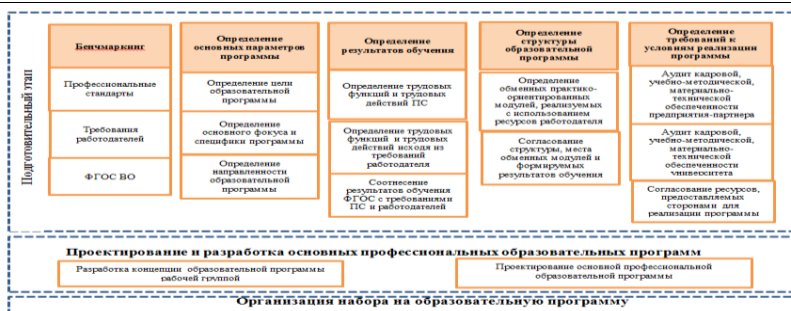 Подготовительный этап
Бенчмаркинг
Профессиональные
стандарты
Требования
работодателей
ФГОС ВО
Определение
основных параметров
программы
Определение цели
образовательной
программы
Определение
основного фокуса и
специфики программы
Определение
направленности
образовательной
программы
Определение
результатов обучения
Определение трудовых
функций и трудовых
действий ПС
Определение трудовых
функций и трудовых
действий исходя из
требований
работодателя
Соотнесение
результатов обучения
ФГОС с требованиями
ПС и работодателей
Определение
структуры
образовательной
программы
Определение
обменных практико-
ориентированных
модулей, реализуемых
с использованием
ресурсов работодателя
Согласование
структуры, места
обменных модулей и
формируемых
результатов обучения
Определение
требований к
условиям реализации
программы
Аудит кадровой,
учебно-методической,
материально-
технической
обеспеченности
предприятия-партнера
Аудит кадровой,
учебно-методической,
материально-
технической
обеспеченности
университета
Согласование ресурсов,
предоставляемых
сторонами для
реализации программы
Проектирование и разработка основных профессиональных образовательных программ
Разработка концепции образовательной программы
рабочей группой
Проектирование основной профессиональной
образовательной программы
Организация набора на образовательную программу